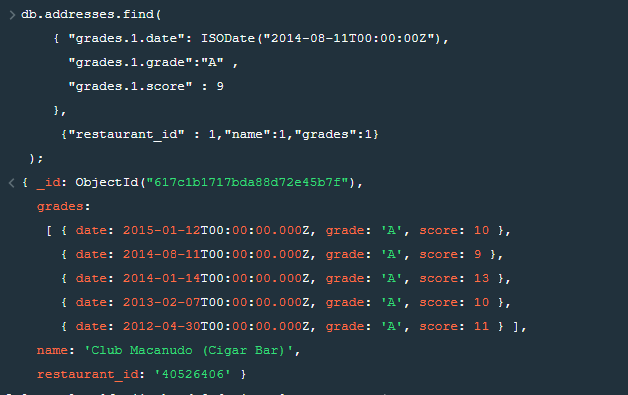 > db.addresses.find(
{ "grades.1.date": ISODate("2014-08-11T00:00:00Z"),
"grades.1.grade":"A" ,
"grades.1.score" : 9
},
{"restaurant_id" : 1,"name":1,"grades":1}
);
< { _id: ObjectId("617c1b1717bda88d72e45b7f"),
grades:
[ { date: 2015-01-12T00:00:00.000Z, grade: 'A', score: 10 },
{ date: 2014-08-11T00:00:00.000Z, grade: 'A', score: 9 },
{ date: 2014-01-14T00:00:00.000Z, grade: 'A', score: 13 },
{ date: 2013-02-07T00:00:00.000Z, grade: 'A', score: 10 },
{ date: 2012-04-30T00:00:00.000Z, grade: 'A', score: 11 } ],
name: 'Club Macanudo (Cigar Bar)',
restaurant_id: '40526406' }